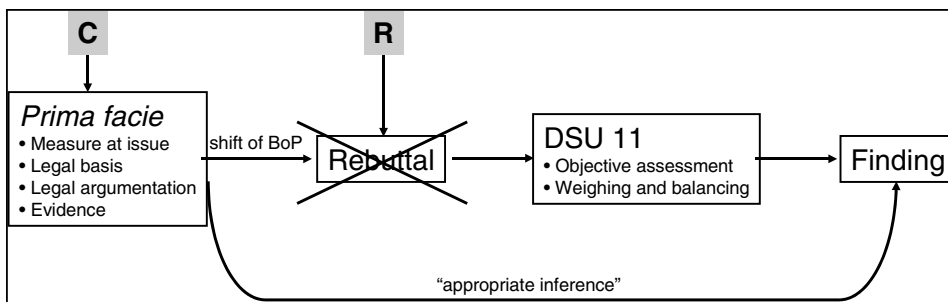 C
R
Prima facie
• Measure at issue
• Legal basis
• Legal argumentation
• Evidence
shift of BoP
Rebuttal
DSU 11
• Objective assessment
• Weighing and balancing
Finding
“appropriate inference”